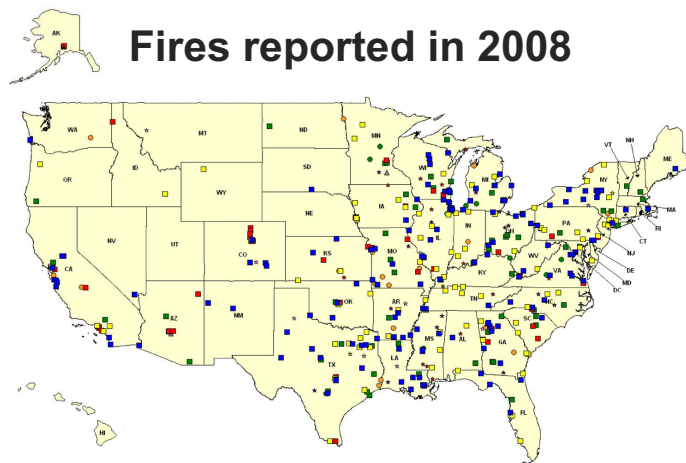 AK
Fires reported in 2008
WA
MT
ND
MN
VT
NH
ME
OR
ID
WY
SD
WI
MI
NY
MA
RI
CT
NV
UT
CO
NE
IA
IL
IN
OH
PA
NJ
DE
MD
DC
CA
KS
MO
KY
WV
VA
AZ
NM
OK
AR
TN
NC
SC
TX
LA
MS
AL
GA
FL
HI